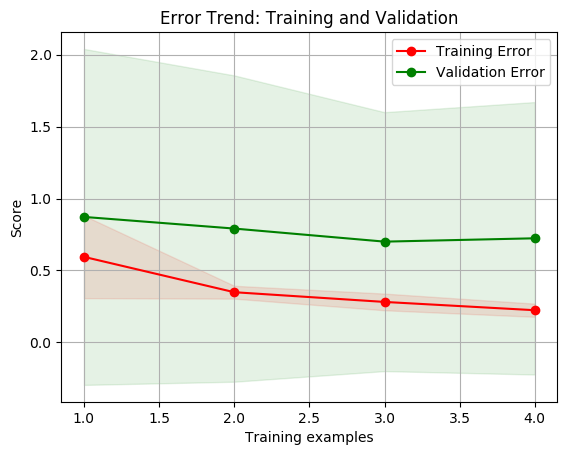 Error Trend: Training and Validation
Training Error
Validation Error
2.0
1.5
1.0
0.5
0.0
Score
1.0 1.5 2.0 2.5 3.0 3.5 4.0
Training examples